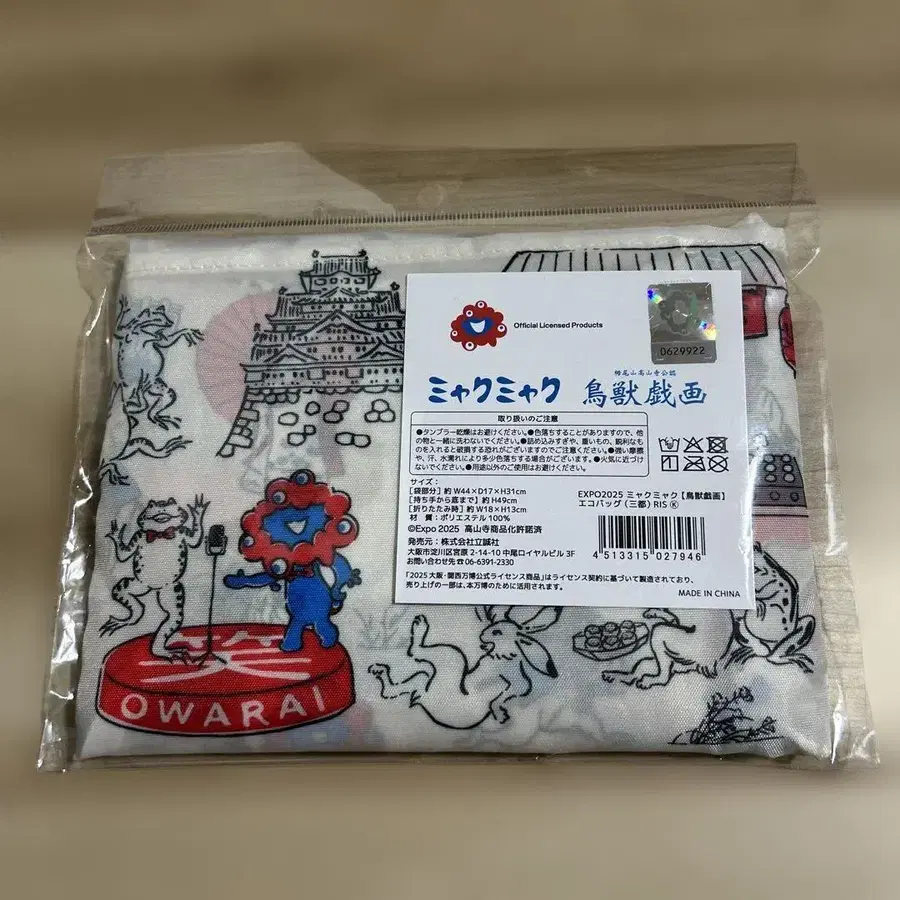 Official Licensed Products
0629922
ミャクミャク
栂尾山高山寺公認
鳥獣戯画
取り扱いのご注意
●タンブラー乾燥はお避けください。●色落ちすることがありますので、他
の物と一緒に洗わないでください。●詰め込みすぎや、重いもの、鋭利なも
のを入れると破損する恐れがございますのでご注意ください。●強い摩擦
や、汗、水濡れにより多少色落ちする場合がございます。●火気に近づけ
ないでください。●用途以外のご使用はお避けください。
サイズ:
[袋部分] 約 W44×D17×H31cm
[持ち手から底まで] 約H49cm
[折りたたみ時] 約 W18×H13cm
材 質:ポリエステル100%
©Expo 2025 高山寺商品化許諾済
発売元:株式会社立誠社
大阪市淀川区宮原 2-14-10 中尾ロイヤルビル 3F
お問い合わせ先☎06-6391-2330
「2025大阪・関西万博公式ライセンス商品」はライセンス契約に基づいて製造されており、
売り上げの一部は、本万博のために活用されます。
EXPO2025 ミャクミャク【鳥獣戯画】
エコバッグ(三都)RIS Ⓚ
4 513315 027946
MADE IN CHINA
笑
OWARAI